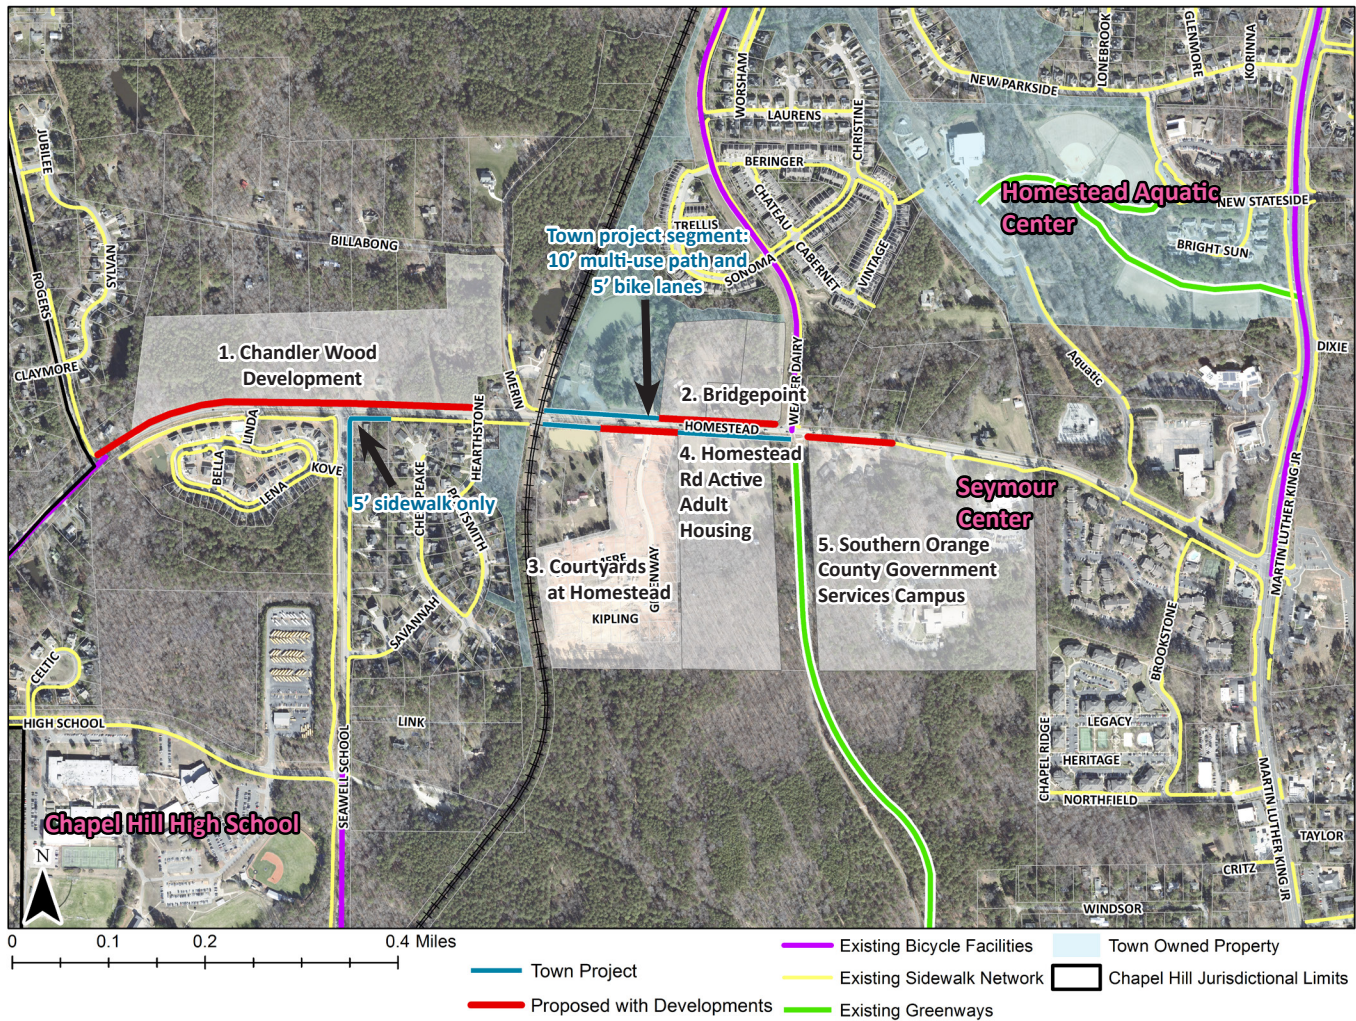 WORSHAM
LAURENS
CHRISTINE
BERINGER
CHATEAU
TRELLIS
SONOMA
CABERNET
VINTAGE
NEW PARKSIDE
LONEBROOK
GLENMORE
KORINNA
Homestead Aquatic
Center
NEW STATESIDE
BRIGHT SUN
DIXIE
JUBILEE
SYLVAN
ROGERS
CLAYMORE
BILLABONG
Town project segment:
10’ multi-use path and
5’ bike lanes
1. Chandler Wood
Development
MERIN
2. Bridgepoint
HOMESTEAD
Aquatic
LINDA
BELLA
LENA
KOVE
HEARTHSTONE
5’ sidewalk only
SAVANNAH
4. Homestead
Rd Active
Adult
Housing
Seymour
Center
3. Courtyards
at Homestead
KIPLING
5. Southern Orange
County Government
Services Campus
MARTIN LUTHER KING JR
BROOKSTONE
CELTIC
HIGH SCHOOL
LINK
SEAWELL SCHOOL
Chapel Hill High School
LEGACY
HERITAGE
CHAPEL RIDGE
NORTHFIELD
MARTIN LUTHER KING JR
TAYLOR
CRITZ
WINDSOR
N
0 0.1 0.2 0.4 Miles
Town Project
Proposed with Developments
Existing Bicycle Facilities
Existing Sidewalk Network
Existing Greenways
Town Owned Property
Chapel Hill Jurisdictional Limits